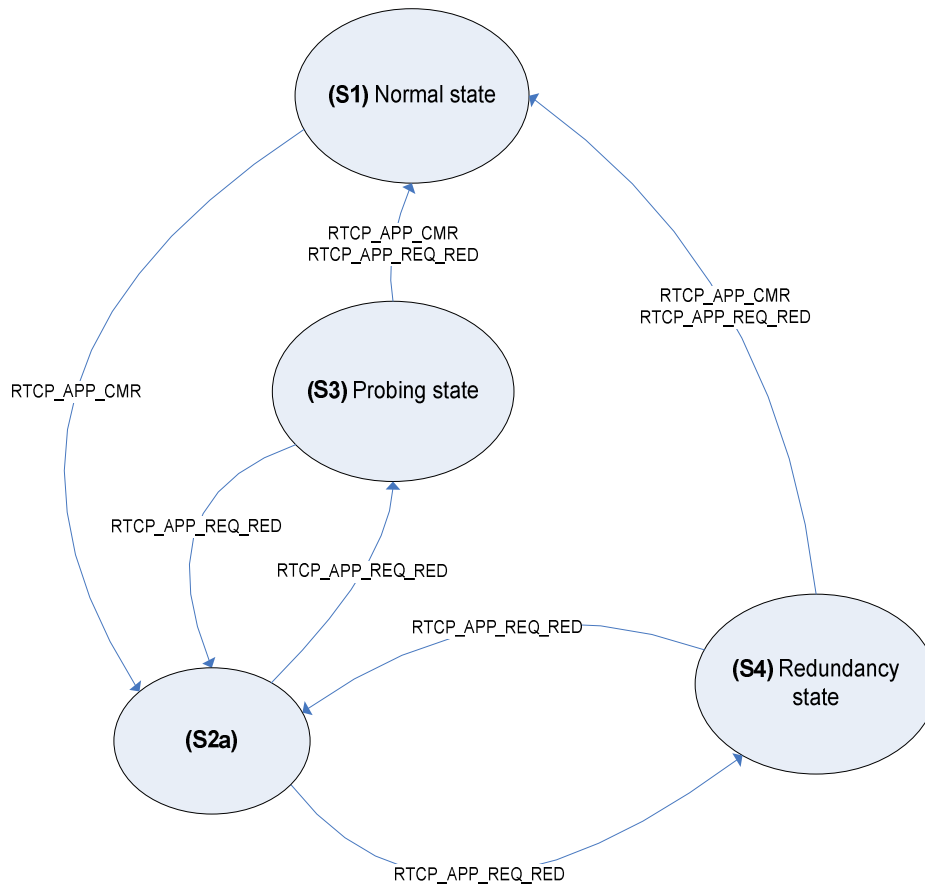 (S1) Normal state
RTCP_APP_CMR
RTCP_APP_REQ_RED
RTCP_APP_CMR
RTCP_APP_REQ_RED
RTCP_APP_CMR
(S3) Probing state
RTCP_APP_REQ_RED
RTCP_APP_REQ_RED
RTCP_APP_REQ_RED
(S4) Redundancy
state
(S2a)
RTCP_APP_REQ_RED